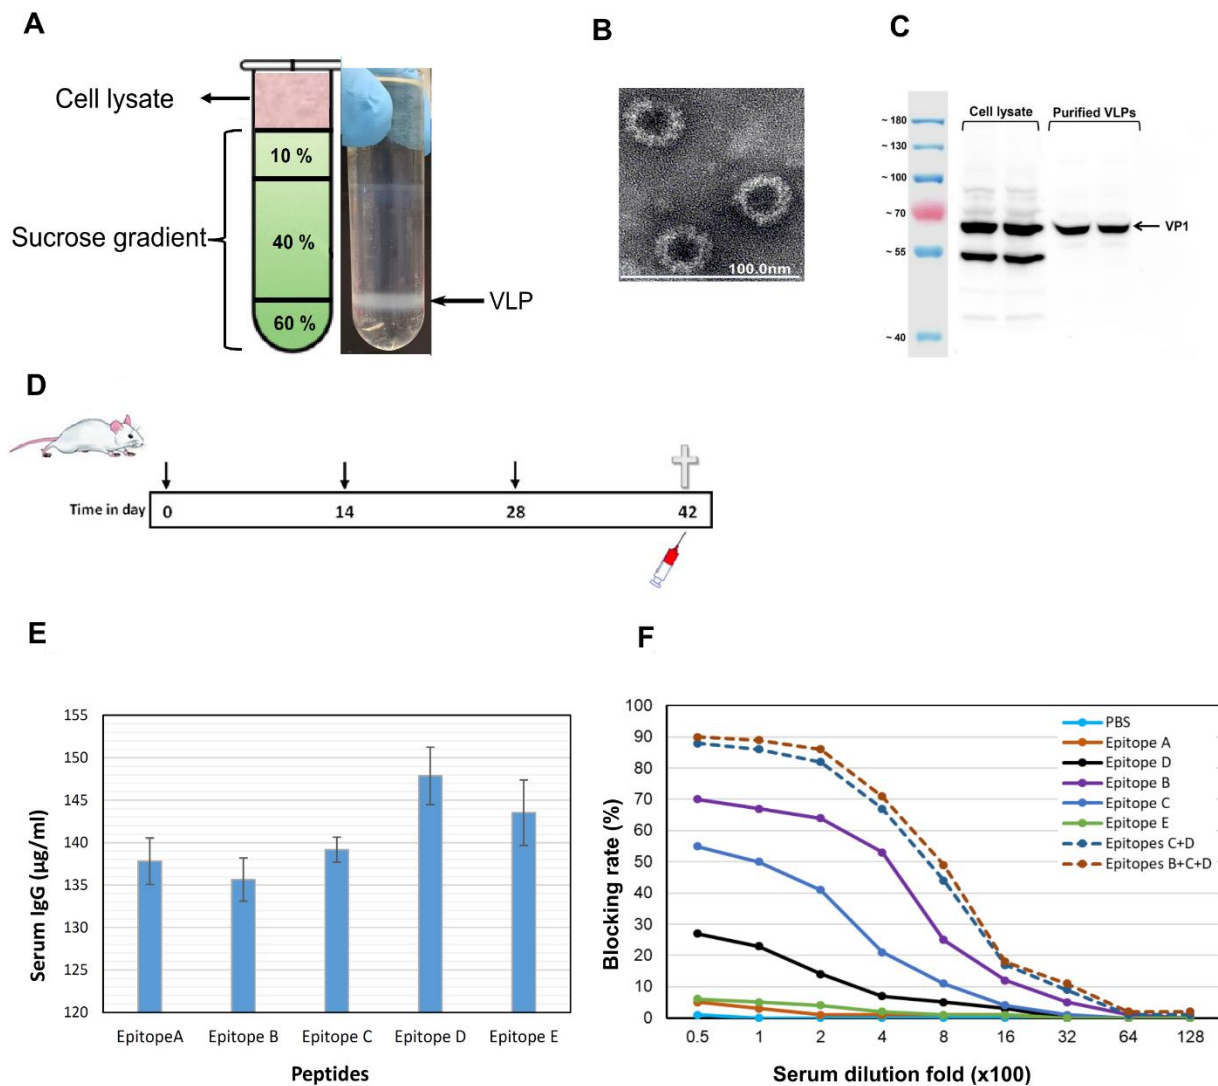 A
Cell lysate
10 %
Sucrose gradient
40 %
60 %
VLP
B
100.0nm
C
Cell lysate
Purified VLPs
~ 180
~ 130
~ 100
~ 70
~ 55
~ 40
VP1
D
Time in day
0
14
28
42
E
155
150
145
140
135
130
125
120
Serum IgG (µg/ml)
EpitopeA
Epitope B
Epitope C
Epitope D
Epitope E
Peptides
F
100
90
80
70
60
50
40
30
20
10
0
Blocking rate (%)
PBS
Epitope A
Epitope D
Epitope B
Epitope C
Epitope E
Epitopes C+D
Epitopes B+C+D
0.5
1
2
4
8
16
32
64
128
Serum dilution fold (x100)